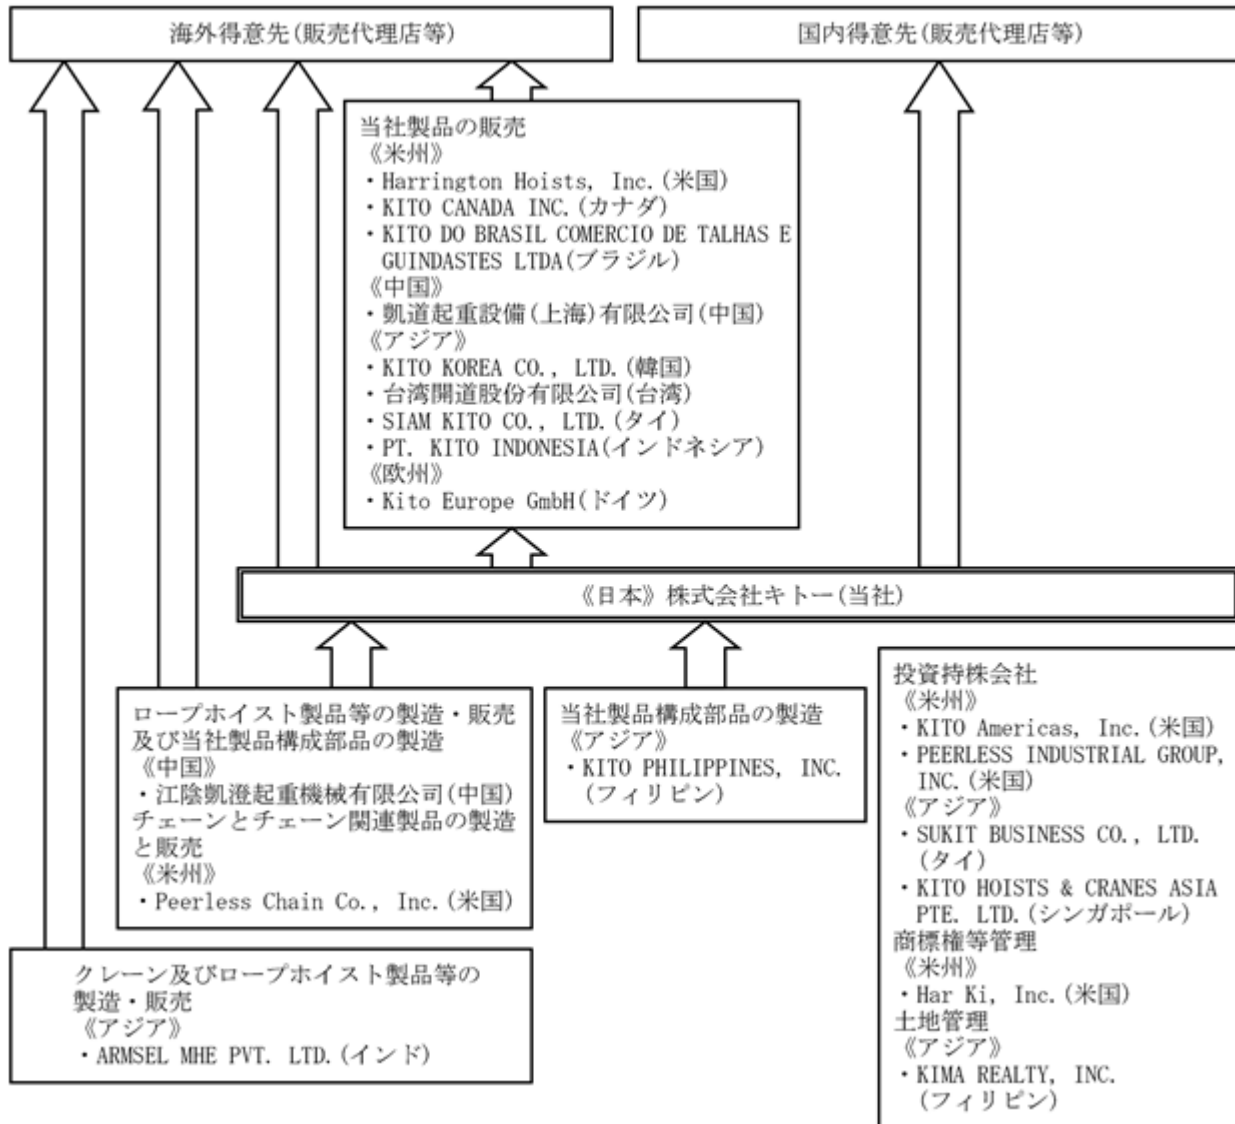 海外得意先(販売代理店等)
国内得意先(販売代理店等)
当社製品の販売
《米州》
・Harrington Hoists, Inc.(米国)
・KITO CANADA INC.(カナダ)
・KITO DO BRASIL COMERCIO DE TALHAS E
GUINDASTES LTDA(ブラジル)
《中国》
・凱道起重設備(上海)有限公司(中国)
《アジア》
・KITO KOREA CO., LTD.(韓国)
・台湾開道股份有限公司(台湾)
・SIAM KITO CO., LTD.(タイ)
・PT. KITO INDONESIA(インドネシア)
《欧州》
・Kito Europe GmbH(ドイツ)
《日本》株式会社キトー(当社)
ロープホイスト製品等の製造・販売
及び当社製品構成部品の製造
《中国》
・江陰凱澄起重機械有限公司(中国)
チェーンとチェーン関連製品の製造
と販売
《米州》
・Peerless Chain Co., Inc.(米国)
当社製品構成部品の製造
《アジア》
・KITO PHILIPPINES, INC.
(フィリピン)
投資持株会社
《米州》
・KITO Americas, Inc.(米国)
・PEERLESS INDUSTRIAL GROUP,
INC.(米国)
《アジア》
・SUKIT BUSINESS CO., LTD.
(タイ)
・KITO HOISTS & CRANES ASIA
PTE. LTD.(シンガポール)
商標権等管理
《米州》
・Har Ki, Inc.(米国)
土地管理
《アジア》
・KIMA REALTY, INC.
(フィリピン)
クレーン及びロープホイスト製品等の
製造・販売
《アジア》
・ARMSEL MHE PVT. LTD.(インド)